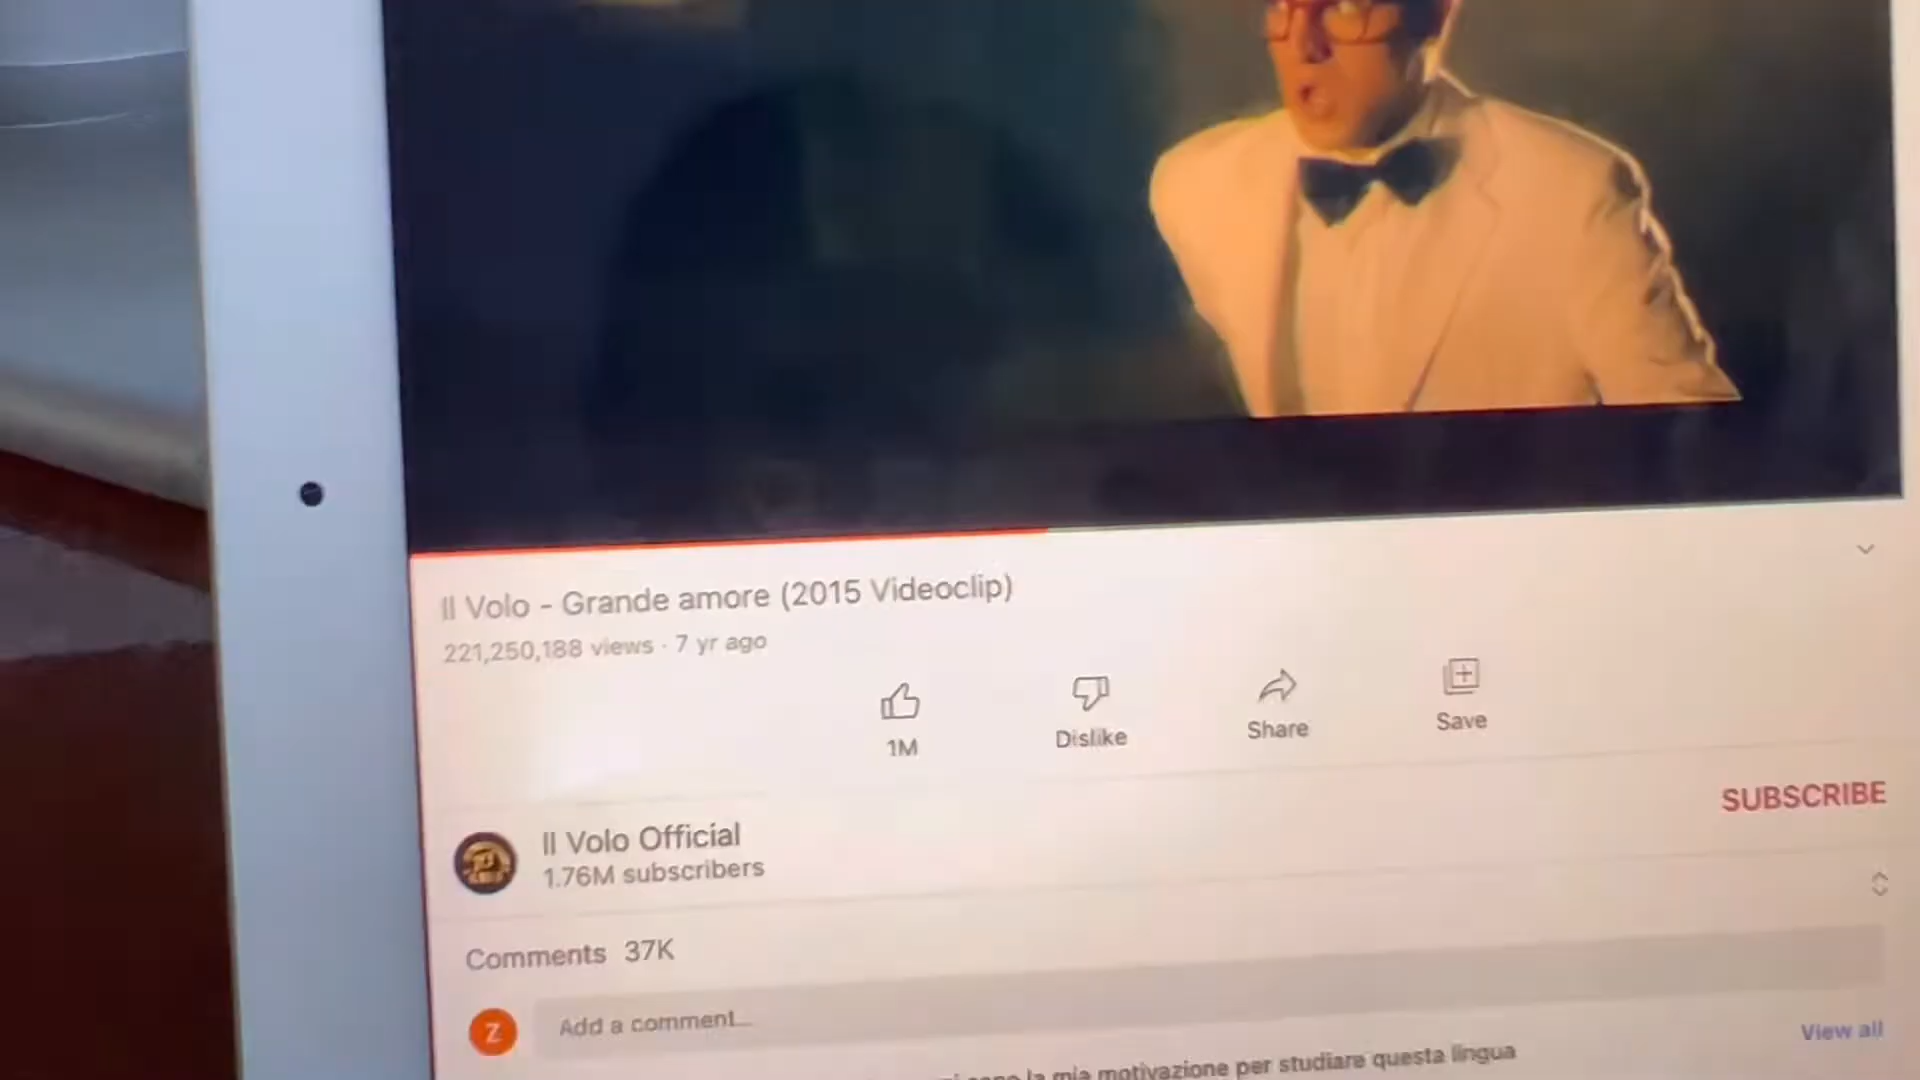 Il Volo - Grande amore (2015 Videoclip)
221,250,188 views · 7 yr ago
1M
Dislike
Share
Save
Il Volo Official
1.76M subscribers
SUBSCRIBE
Comments 37K
Z
Add a comment...
View all
la mia motivazione per studiare questa lingua